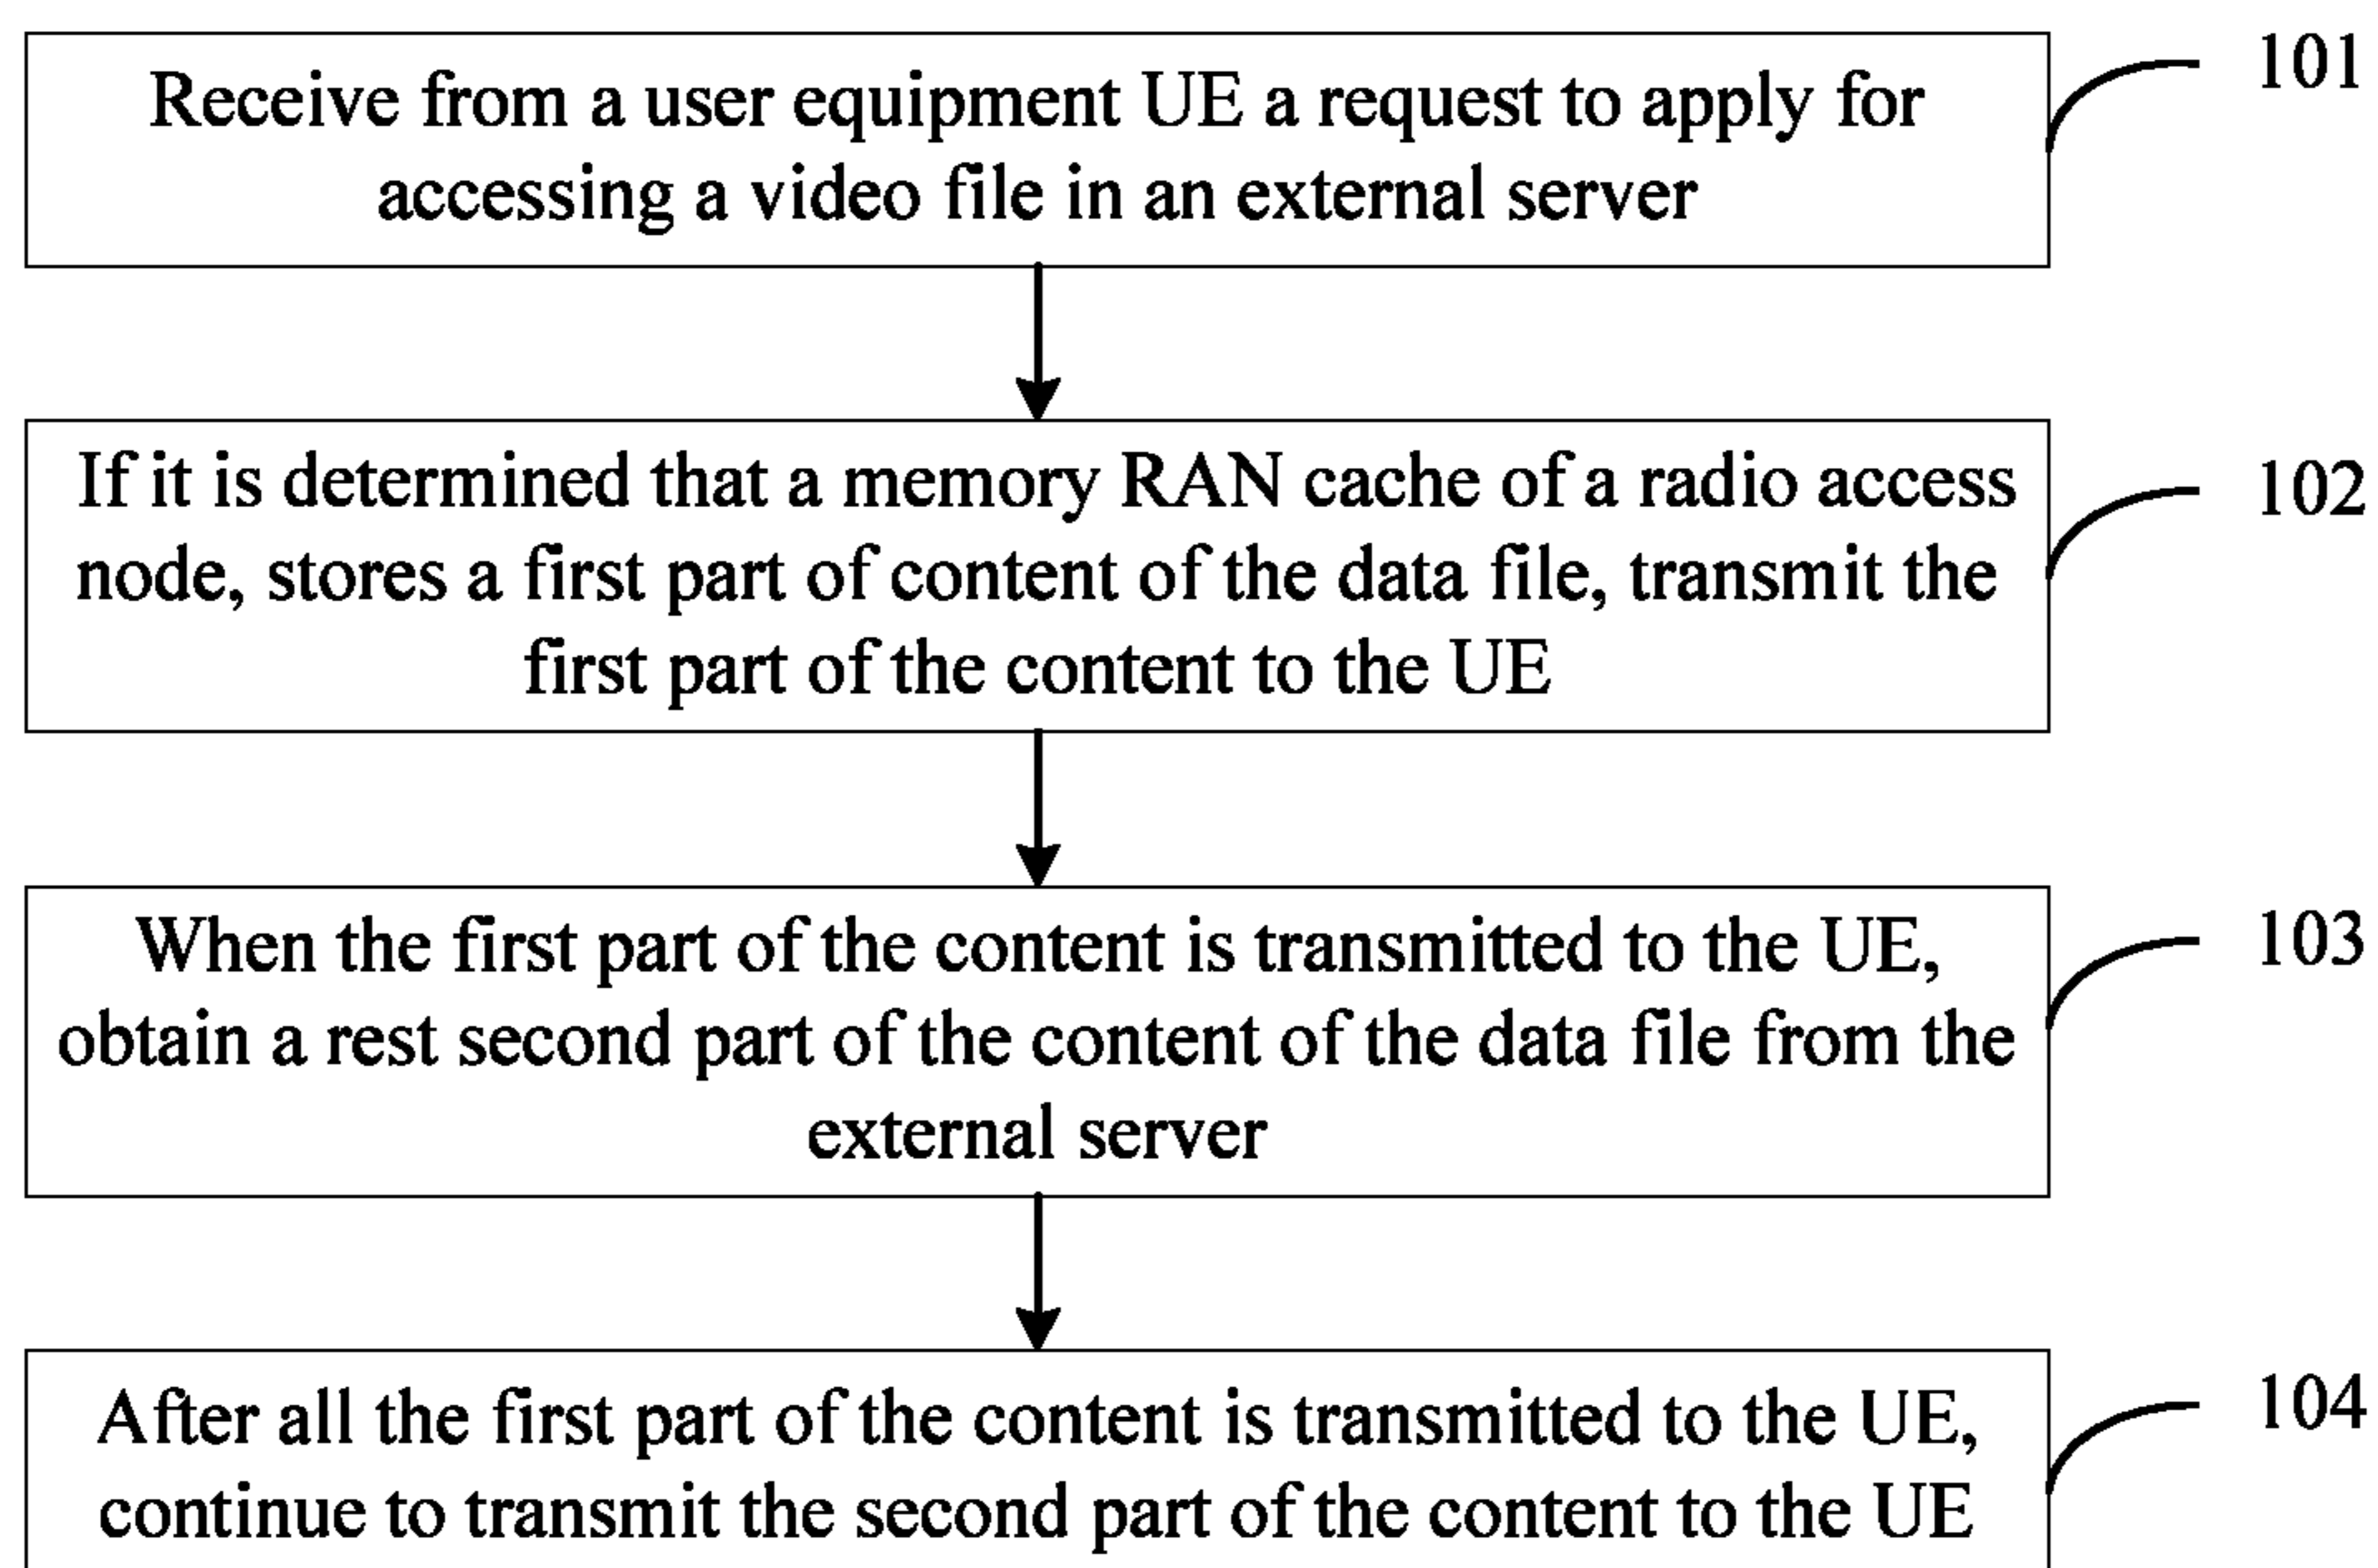 Receive from a user equipment UE a request to apply for
accessing a video file in an external server
101
If it is determined that a memory RAN cache of a radio access
node, stores a first part of content of the data file, transmit the
first part of the content to the UE
102
When the first part of the content is transmitted to the UE,
obtain a rest second part of the content of the data file from the
external server
103
After all the first part of the content is transmitted to the UE,
continue to transmit the second part of the content to the UE
104